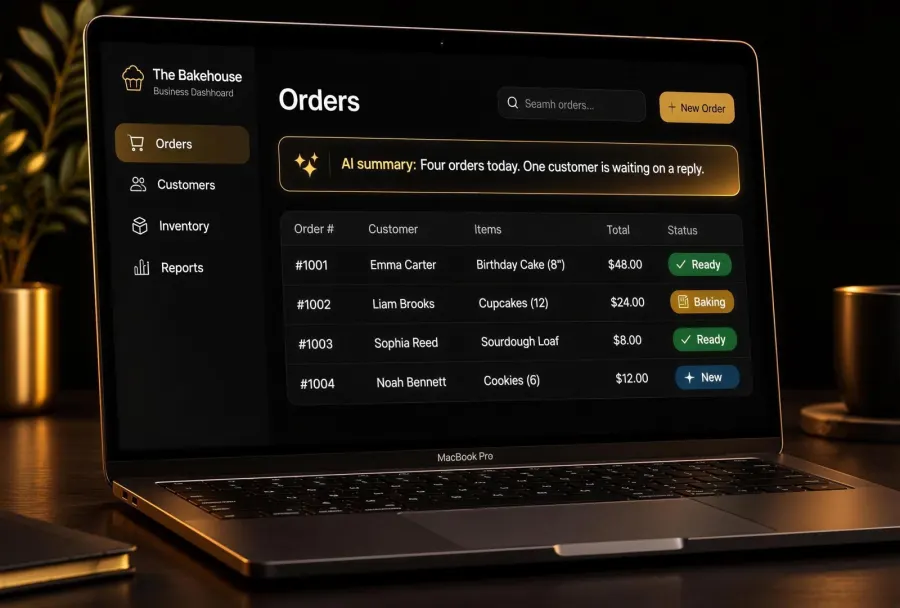 The Bakehouse
Business Dashboard
Orders
Customers
Inventory
Reports
Orders
Seamh orders...
+ New Order
AI summary: Four orders today. One customer is waiting on a reply.
Order # Customer Items Total Status
#1001 Emma Carter Birthday Cake (8") $48.00 Ready
#1002 Liam Brooks Cupcakes (12) $24.00 Baking
#1003 Sophia Reed Sourdough Loaf $8.00 Ready
#1004 Noah Bennett Cookies (6) $12.00 New
MacBook Pro